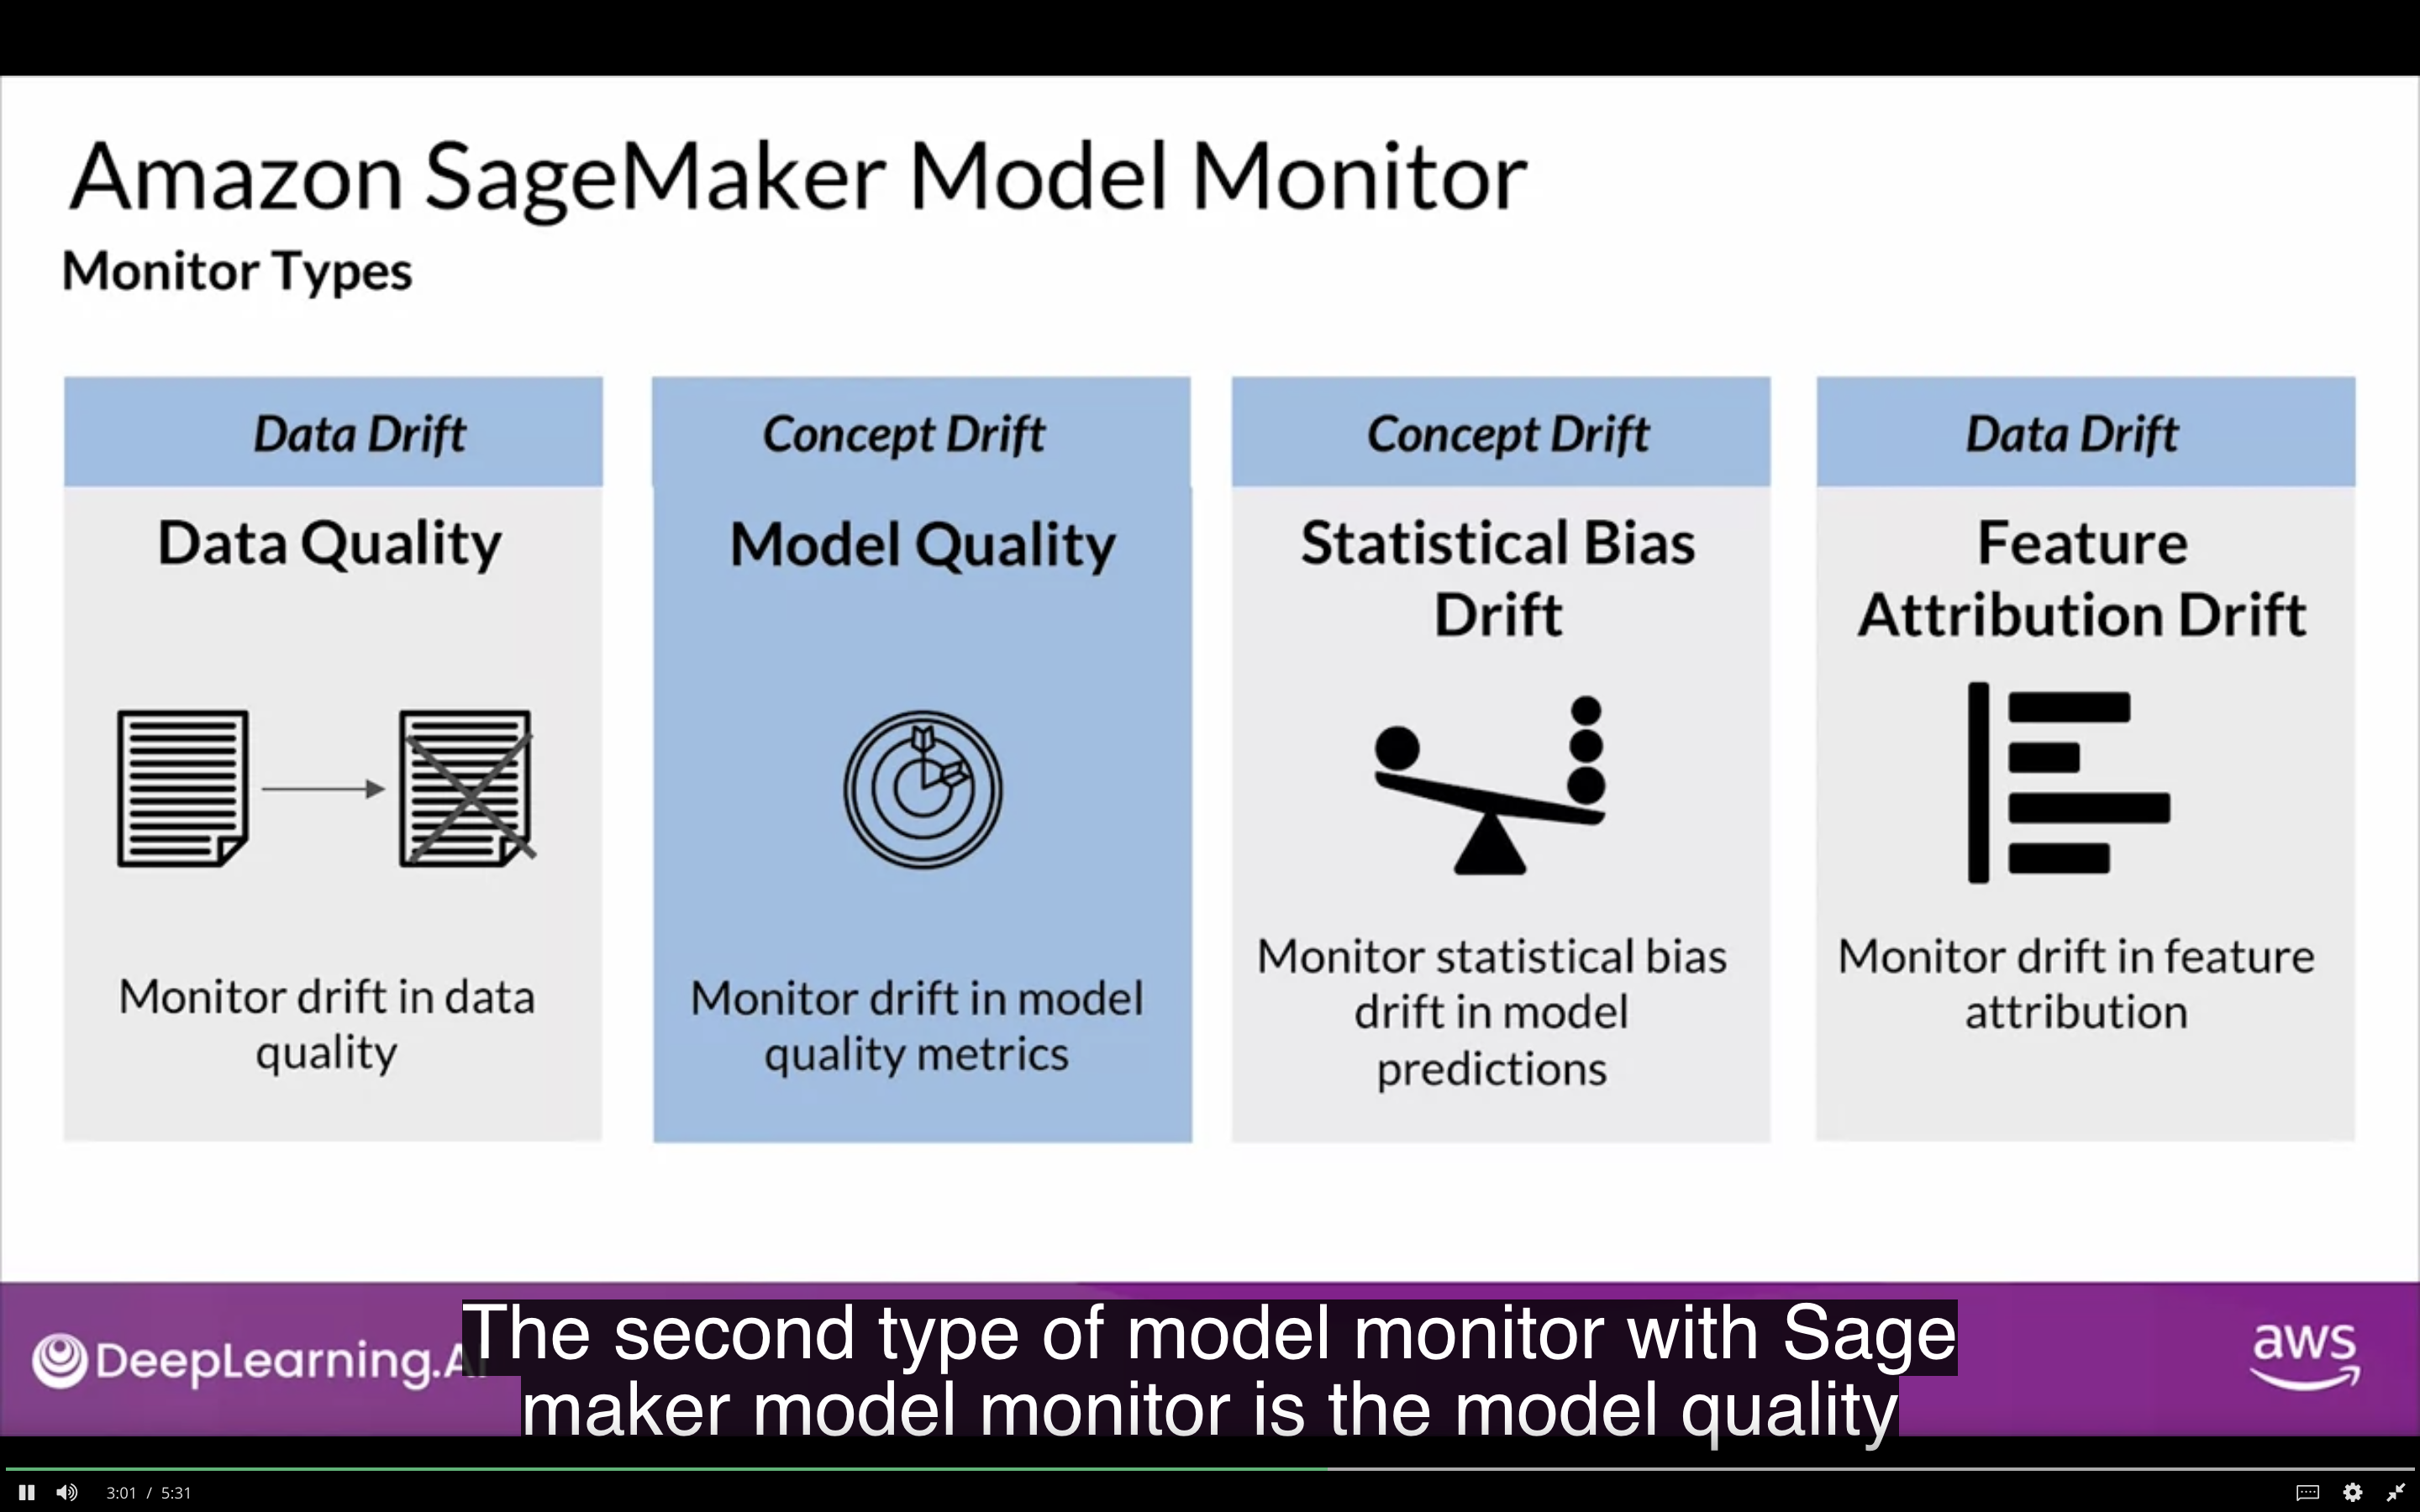 Amazon SageMaker Model Monitor
Monitor Types
Data Drift
Data Quality
Monitor drift in data
quality
Concept Drift
Model Quality
Monitor drift in model
quality metrics
Concept Drift
Statistical Bias
Drift
Monitor statistical bias
drift in model
predictions
Data Drift
Feature
Attribution Drift
Monitor drift in feature
attribution
DeepLearning.AI
The second type of model monitor with Sage
maker model monitor is the model quality
aws
3:01 / 5:31